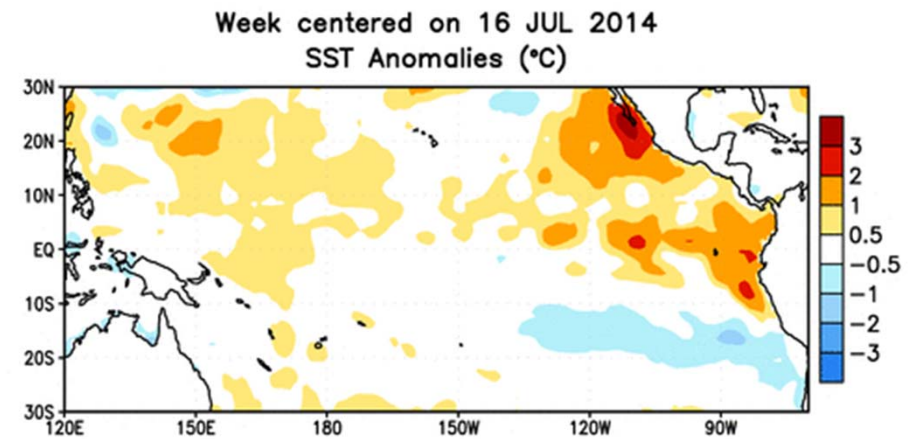 Week centered on 16 JUL 2014
SST Anomalies (°C)
30N
20N
10N
EQ
10S
20S
30S
120E 150E 180 150W 120W 90W
3
2
1
0.5
−0.5
−1
−2
−3